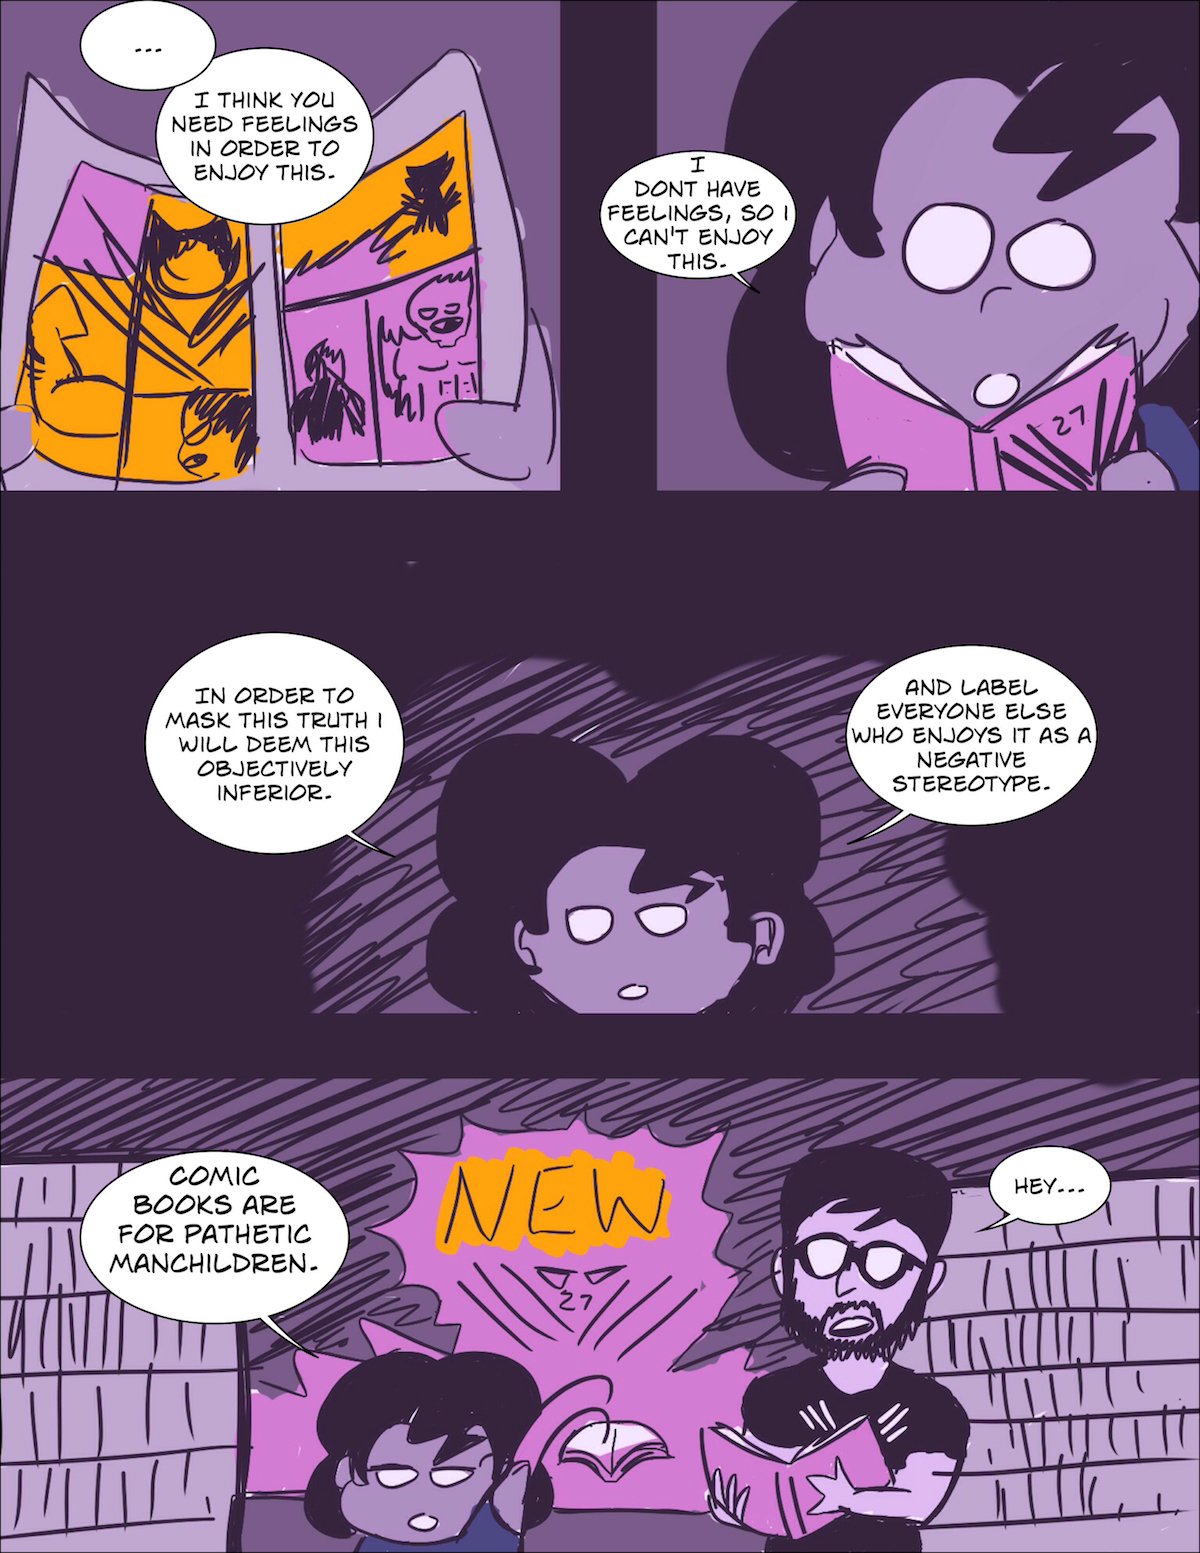 ...
I THINK YOU
NEED FEELINGS
IN ORDER TO
ENJOY THIS.
I
DONT HAVE
FEELINGS, SO I
CAN'T ENJOY
THIS.
27
IN ORDER TO
MASK THIS TRUTH I
WILL DEEM THIS
OBJECTIVELY
INFERIOR.
AND LABEL
EVERYONE ELSE
WHO ENJOYS IT AS A
NEGATIVE
STEREOTYPE.
COMIC
BOOKS ARE
FOR PATHETIC
MANCHILDREN.
NEW
27
HEY...